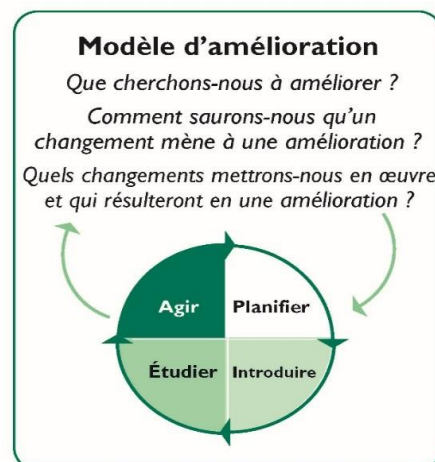 Modèle d’amélioration
Que cherchons-nous à améliorer ?
Comment saurons-nous qu’un
changement mène à une amélioration ?
Quels changements mettrons-nous en œuvre
et qui résulteront en une amélioration ?
Agir
Planifier
Étudier
Introduire